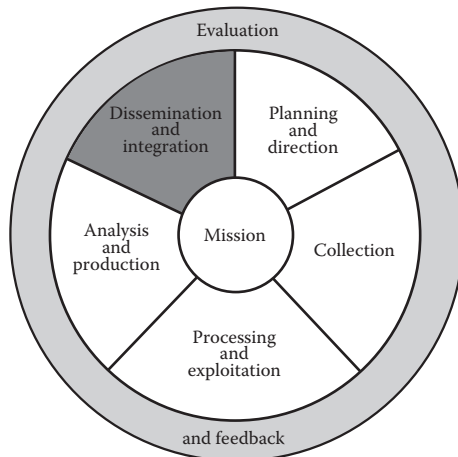 Evaluation
Dissemination
and
integration
Planning
and
direction
Analysis
and
production
Mission
Collection
Processing
and
exploitation
and feedback